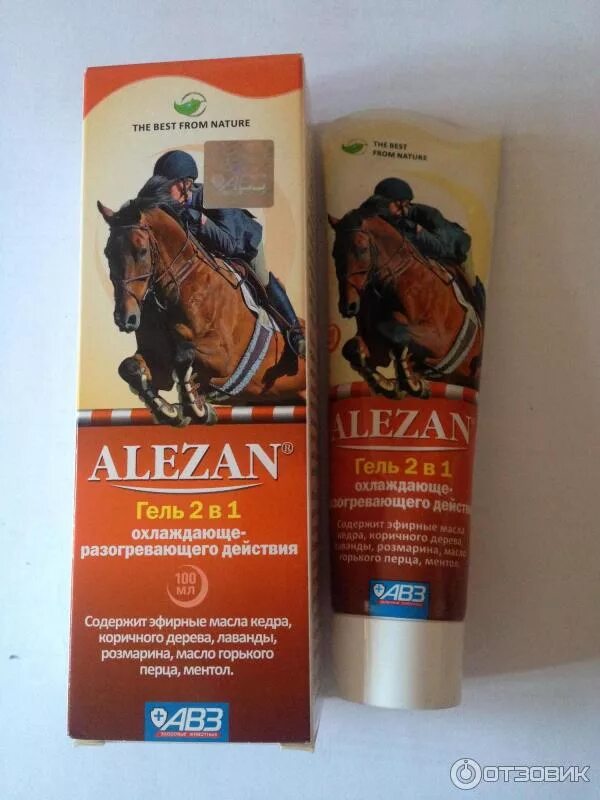 THE BEST FROM NATURE
ALEZAN®
Гель 2 в 1
охлаждающе-
разогревающего действия
100
мл
Содержит эфирные масла кедра,
коричного дерева, лаванды,
розмарина, масло горького
перца, ментол.
АВЗ
ЗДОРОВЬЕ ЖИВОТНЫХ
THE BEST
FROM NATURE
ALEZAN
Гель 2 в 1
охлаждающе-
разогревающего действия
Содержит эфирные масла
кедра, коричного дерева,
лаванды, розмарина, масло
горького перца, ментол.
АВЗ
ОТЗОВИК